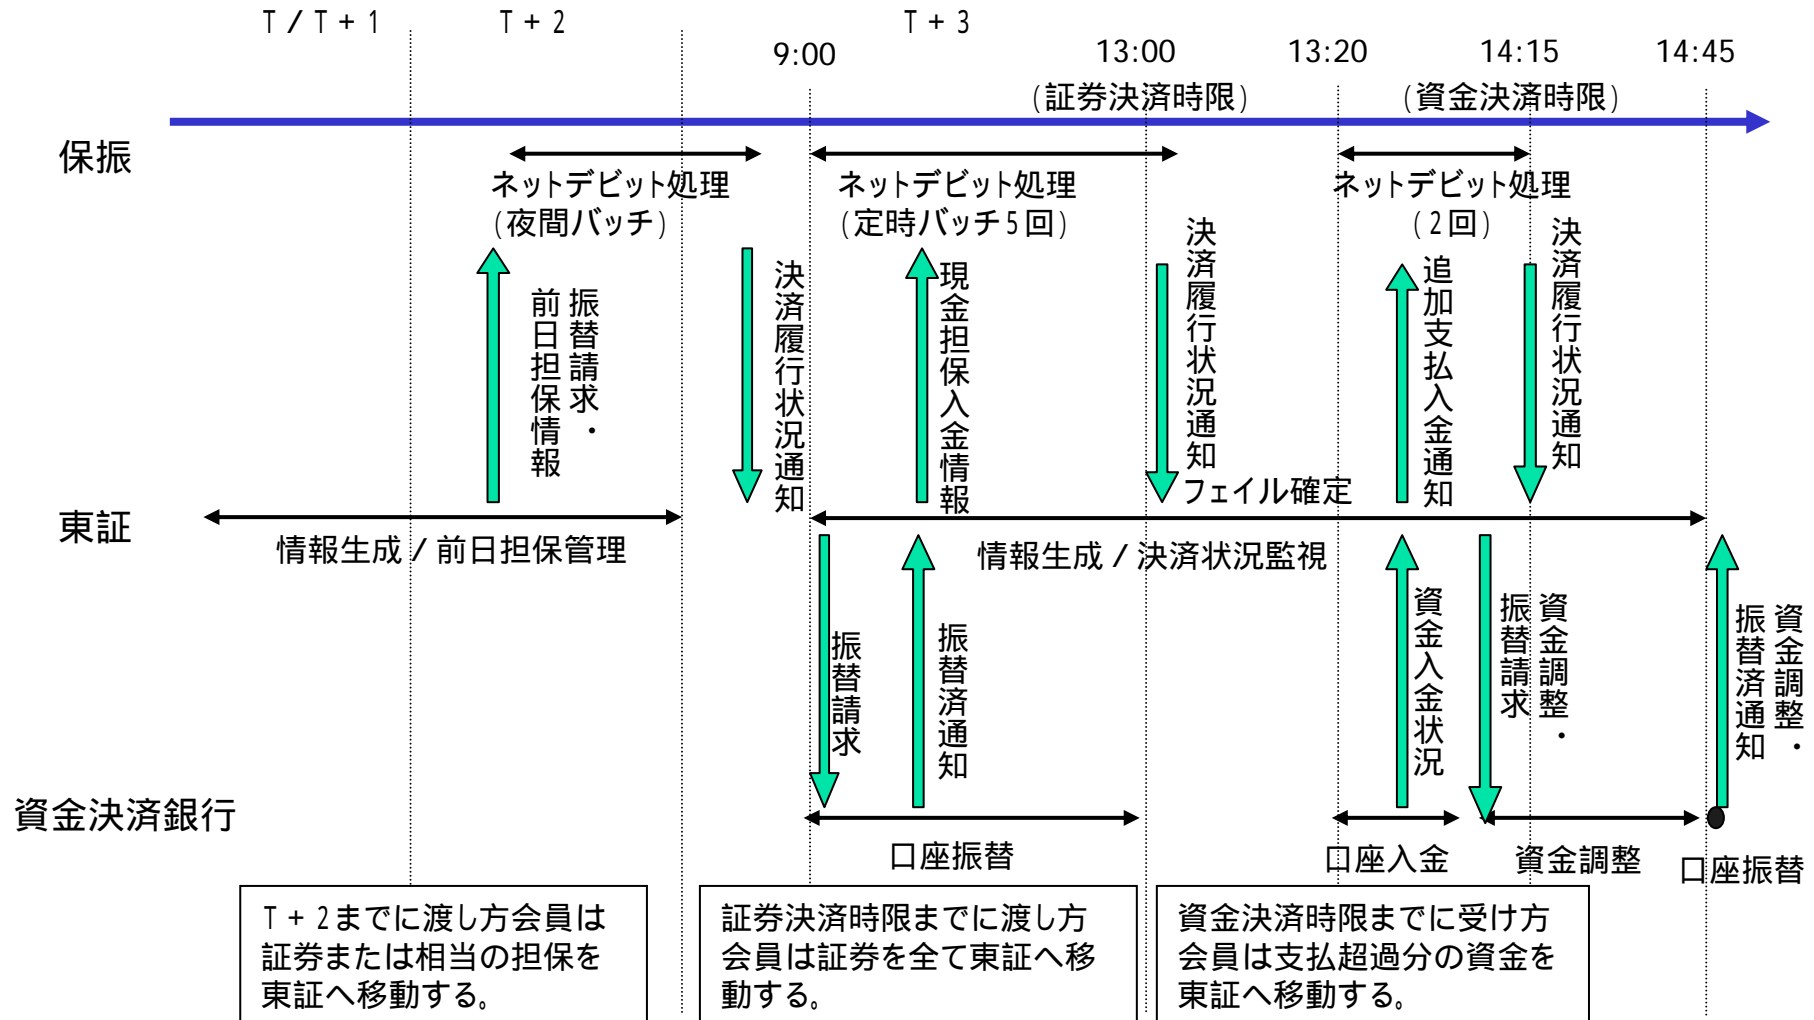 T / T + 1
T + 2
T + 3
9:00
13:00
13:20
14:15
14:45
(証券決済時限)
(資金決済時限)
保振
ネットデビット処理
(夜間バッチ)
ネットデビット処理
(定時バッチ5回)
ネットデビット処理
(2回)
振替請求・
前日担保情報
決済履行状況通知
現金担保入金情報
決済履行状況通知
追加支払入金通知
決済履行状況通知
フェイル確定
東証
情報生成 / 前日担保管理
情報生成 / 決済状況監視
振替請求
振替済通知
資金入金状況
資金調整・
振替請求
資金調整・
振替済通知
資金決済銀行
口座振替
口座入金
資金調整
口座振替
T + 2までに渡し方会員は
証券または相当の担保を
東証へ移動する。
証券決済時限までに渡し方
会員は証券を全て東証へ移
動する。
資金決済時限までに受け方
会員は支払超過分の資金を
東証へ移動する。